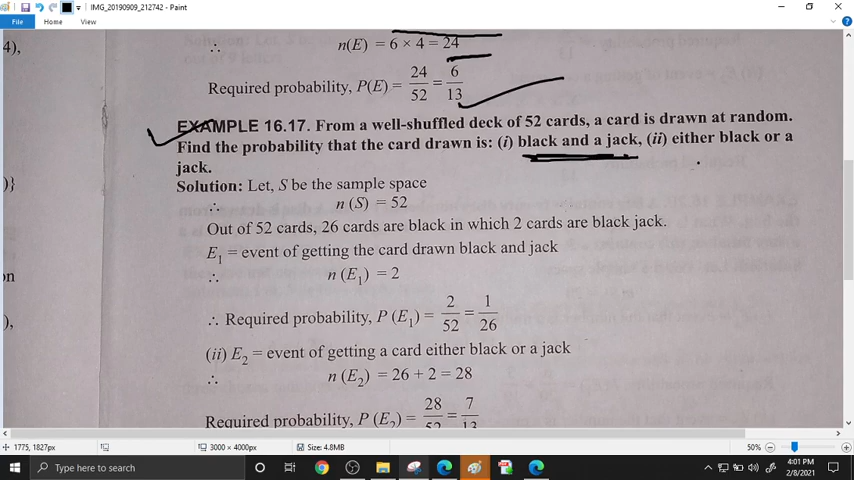 IMG_20190909_212742 - Paint
File
Home
View
4),
∴ n(E) = 6 × 4 = 24
Required probability, P(E) = 24/52 = 6/13
EXAMPLE 16.17. From a well-shuffled deck of 52 cards, a card is drawn at random.
Find the probability that the card drawn is: (i) black and a jack, (ii) either black or a
jack.
)}
Solution: Let, S be the sample space
∴ n (S) = 52
Out of 52 cards, 26 cards are black in which 2 cards are black jack.
E₁ = event of getting the card drawn black and jack
on
∴ n (E₁) = 2
),
∴ Required probability, P (E₁) = 2/52 = 1/26
(ii) E₂ = event of getting a card either black or a jack
∴ n (E₂) = 26 + 2 = 28
Required probability, P (E₂) = 28/52 = 7/13
1775, 1827px
3000 × 4000px
Size: 4.8MB
50%
Type here to search
4:01 PM
2/8/2021